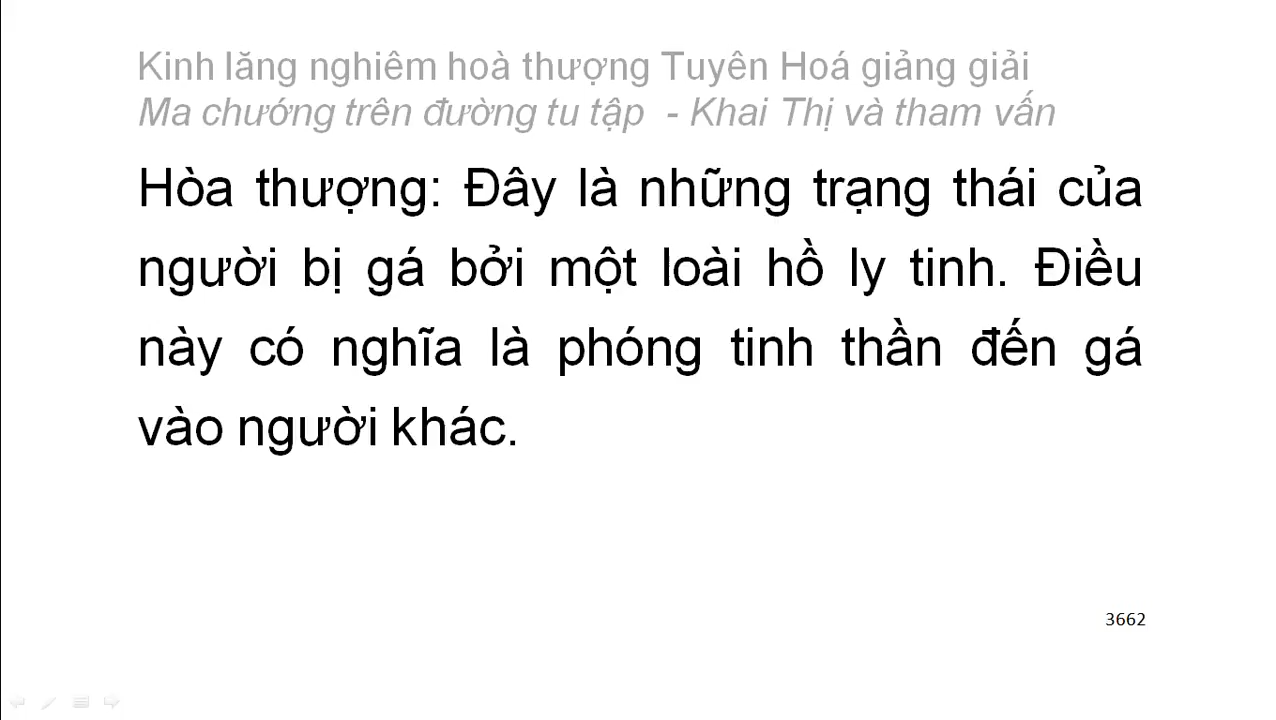 Kinh lăng nghiêm hoà thượng Tuyên Hoá giảng giải
Ma chướng trên đường tu tập - Khai Thị và tham vấn
Hòa thượng: Đây là những trạng thái của
người bị gá bởi một loài hồ ly tinh. Điều
này có nghĩa là phóng tinh thần đến gá
vào người khác.
3662